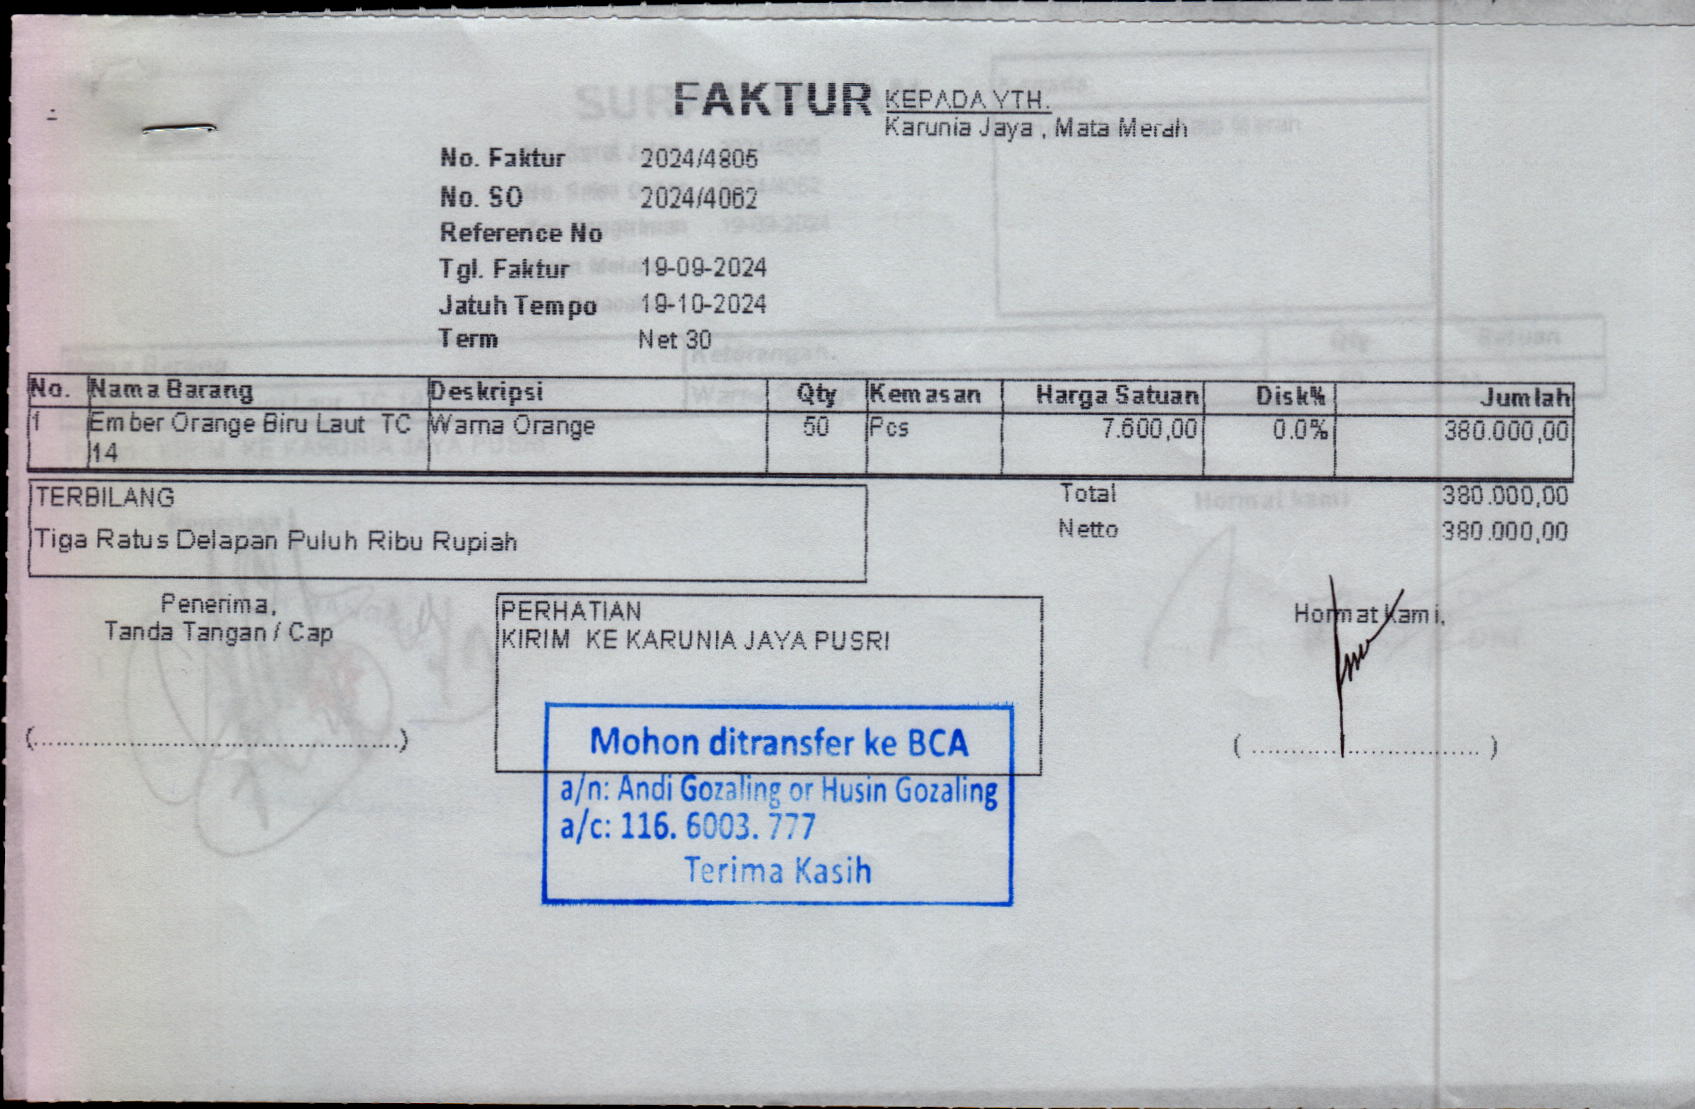 FAKTUR
KEPADA YTH.
Karunia Jaya , Mata Merah
No. Faktur 2024/4805
No. SO 2024/4062
Reference No
Tgl. Faktur 19-09-2024
Jatuh Tempo 19-10-2024
Term Net 30
No. Nama Barang Deskripsi Qty Kemasan Harga Satuan Disk% Jumlah
1 Ember Orange Biru Laut TC 14 Warna Orange 50 Pcs 7.600,00 0.0% 380.000,00
TERBILANG
Tiga Ratus Delapan Puluh Ribu Rupiah
Total 380.000,00
Netto 380.000,00
Penerima,
Tanda Tangan / Cap
(...............................................)
PERHATIAN
KIRIM KE KARUNIA JAYA PUSRI
Hormat Kami,
( ..................................... )
Mohon ditransfer ke BCA
a/n: Andi Gozaling or Husin Gozaling
a/c: 116. 6003. 777
Terima Kasih